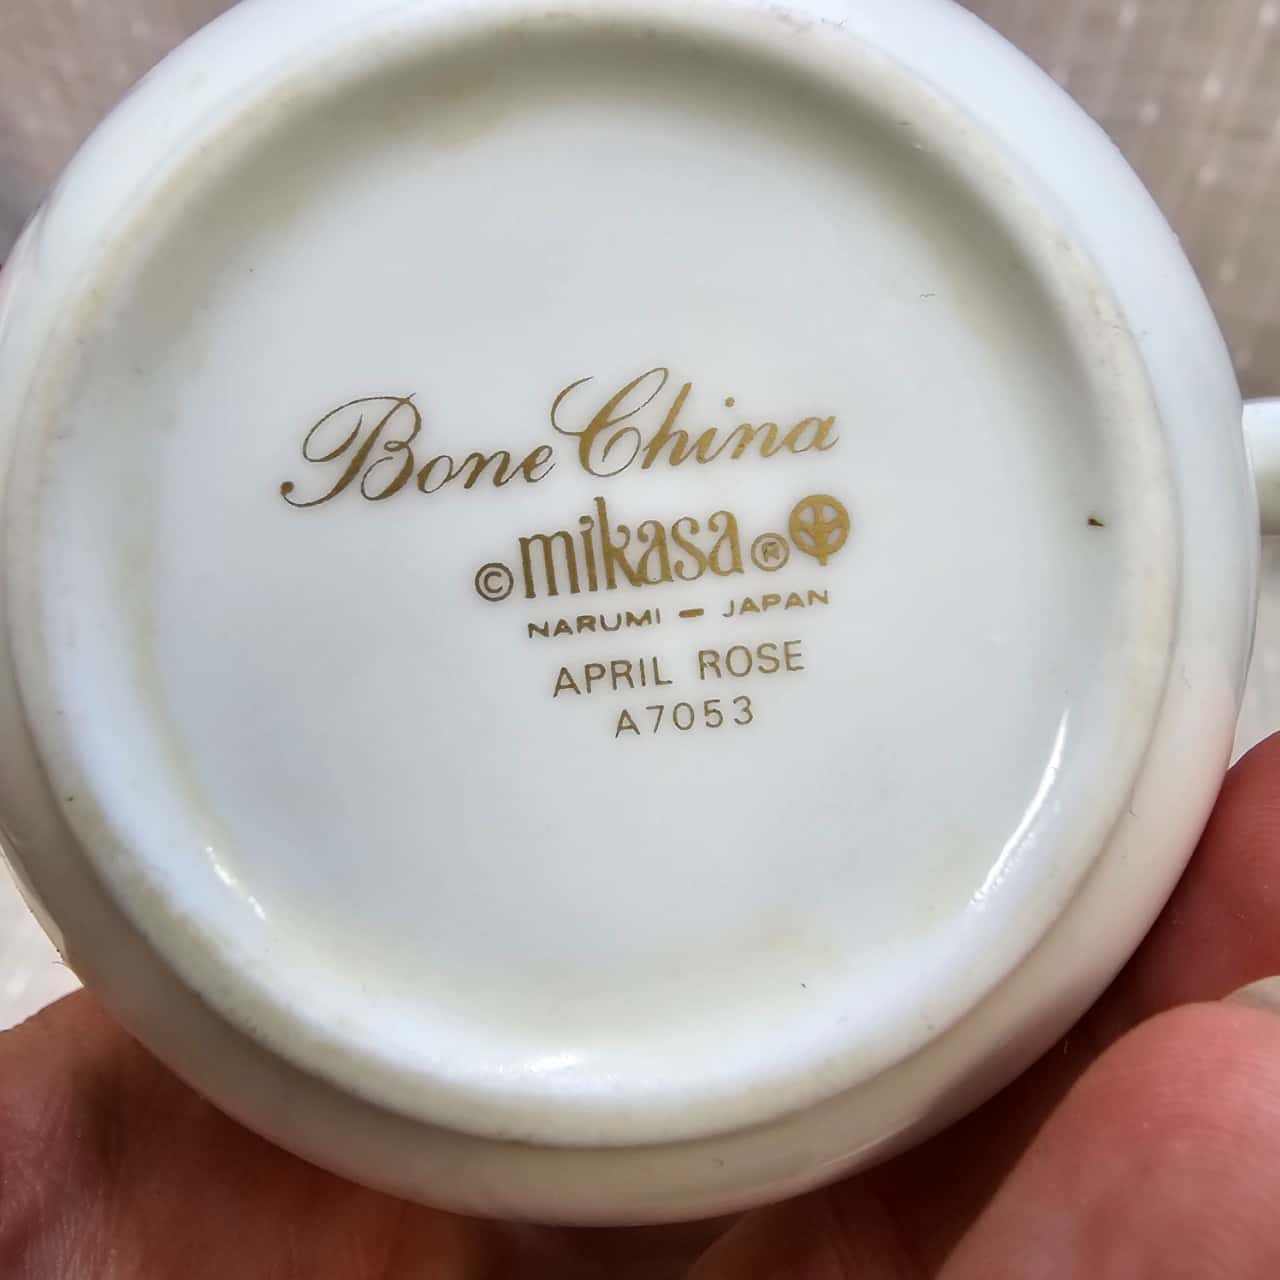 Bone China
© mikasa ®
NARUMI - JAPAN
APRIL ROSE
A7053